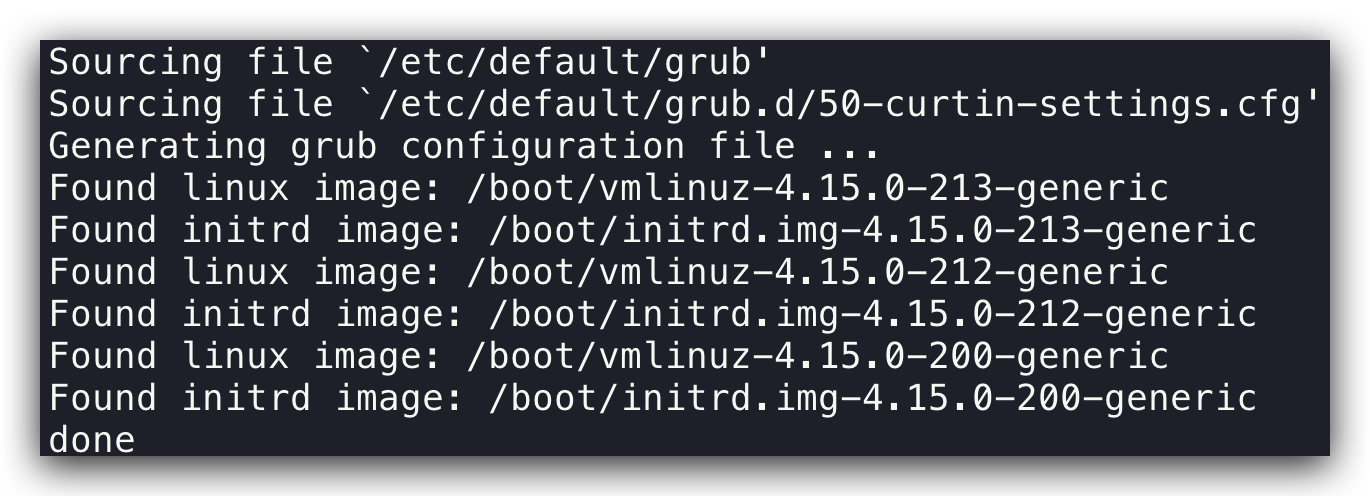 Sourcing file `/etc/default/grub'
Sourcing file `/etc/default/grub.d/50-curtin-settings.cfg'
Generating grub configuration file ...
Found linux image: /boot/vmlinuz-4.15.0-213-generic
Found initrd image: /boot/initrd.img-4.15.0-213-generic
Found linux image: /boot/vmlinuz-4.15.0-212-generic
Found initrd image: /boot/initrd.img-4.15.0-212-generic
Found linux image: /boot/vmlinuz-4.15.0-200-generic
Found initrd image: /boot/initrd.img-4.15.0-200-generic
done